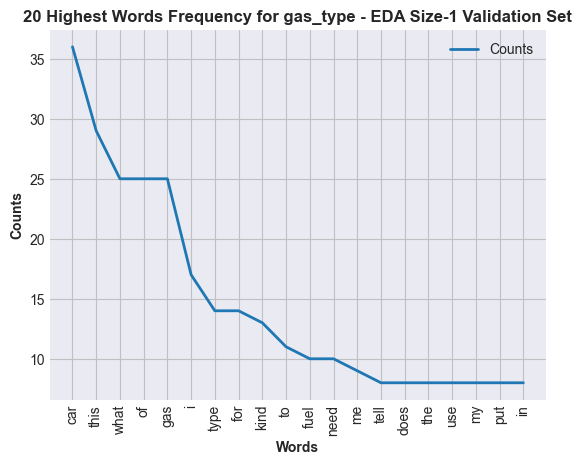 20 Highest Words Frequency for gas_type - EDA Size-1 Validation Set
Counts
35
30
25
20
15
10
Counts
car
this
what
of
gas
i
type
for
kind
to
fuel
need
me
tell
does
the
use
my
put
in
Words